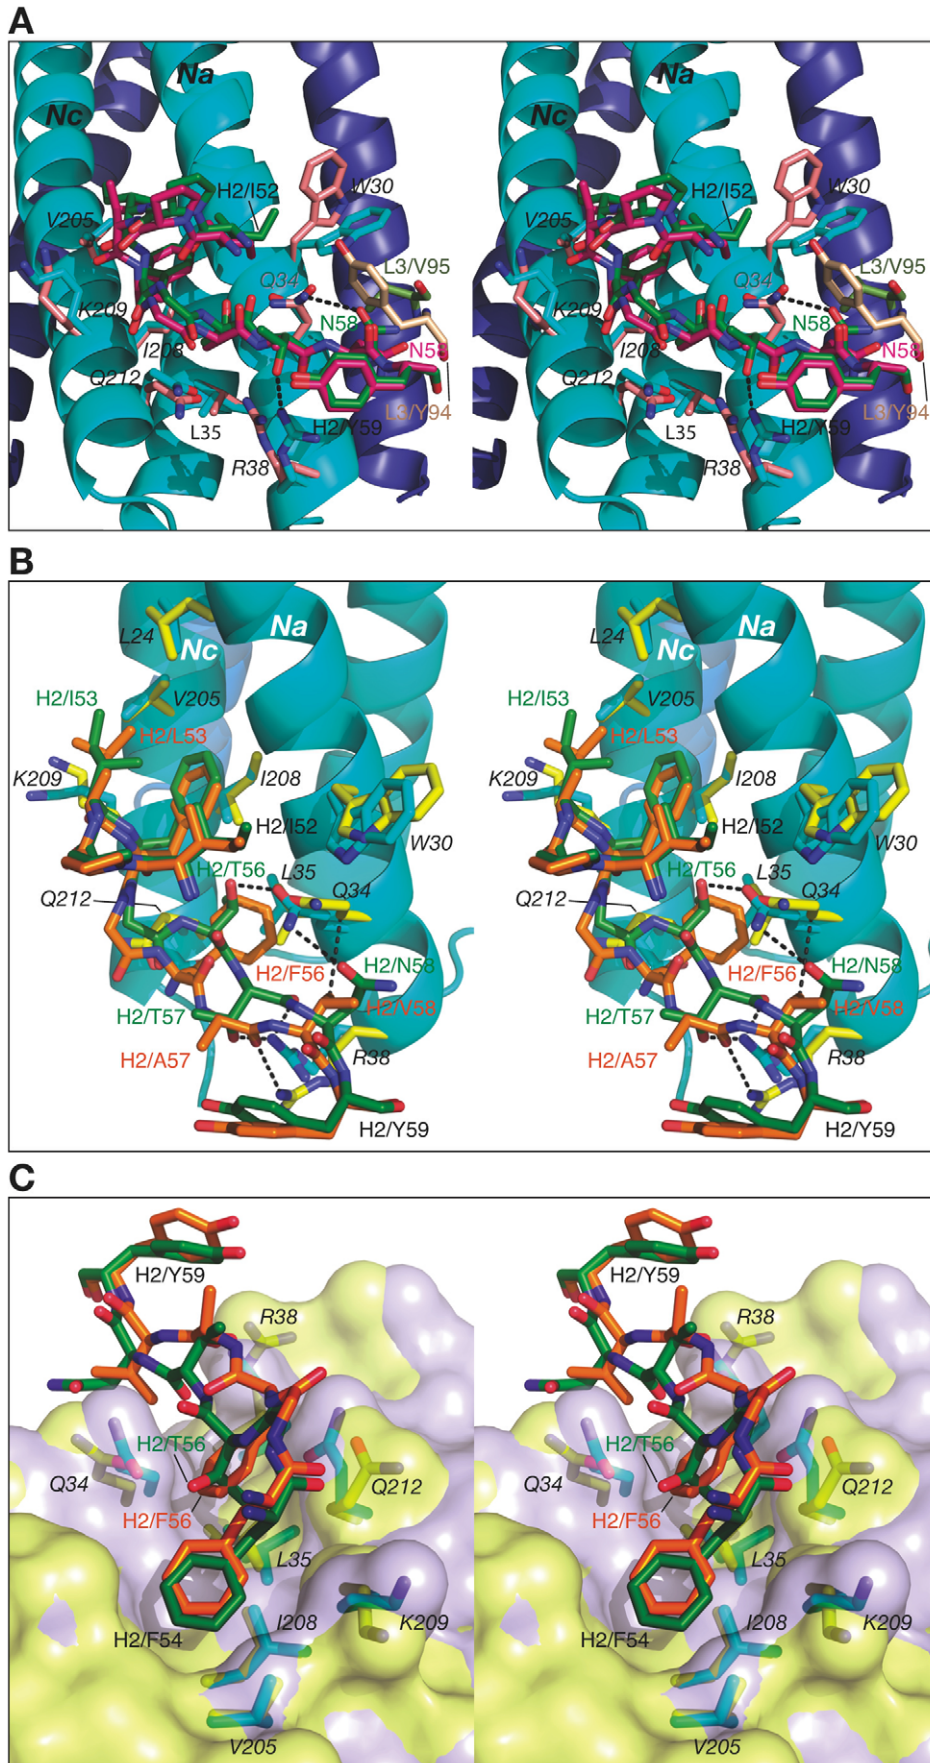 A
Na Na
Nc Nc
H2/I52 W30 H2/I52 W30
V205 V205
L3/V95 L3/V95
Q34 Q34
K209 K209
N58 N58
I208 N58 I208 N58
Q212 Q212
L3/Y94 L3/Y94
L35 H2/Y59 L35 H2/Y59
R38 R38
B
L24 Na L24 Na
Nc Nc
H2/I53 V205 H2/I53 V205
H2/L53 H2/L53
K209 I208 K209 I208
H2/I52 W30 H2/I52 W30
H2/T56 L35 H2/T56 L35
Q212 Q34 Q212 Q34
H2/F56 H2/N58 H2/F56 H2/N58
H2/T57 H2/V58 H2/T57 H2/V58
H2/A57 R38 H2/A57 R38
H2/Y59 H2/Y59
C
H2/Y59 H2/Y59
R38 R38
H2/T56 H2/T56
Q34 Q212 Q34 Q212
H2/F56 H2/F56
L35 L35
H2/F54 I208 K209 H2/F54 I208 K209
V205 V205